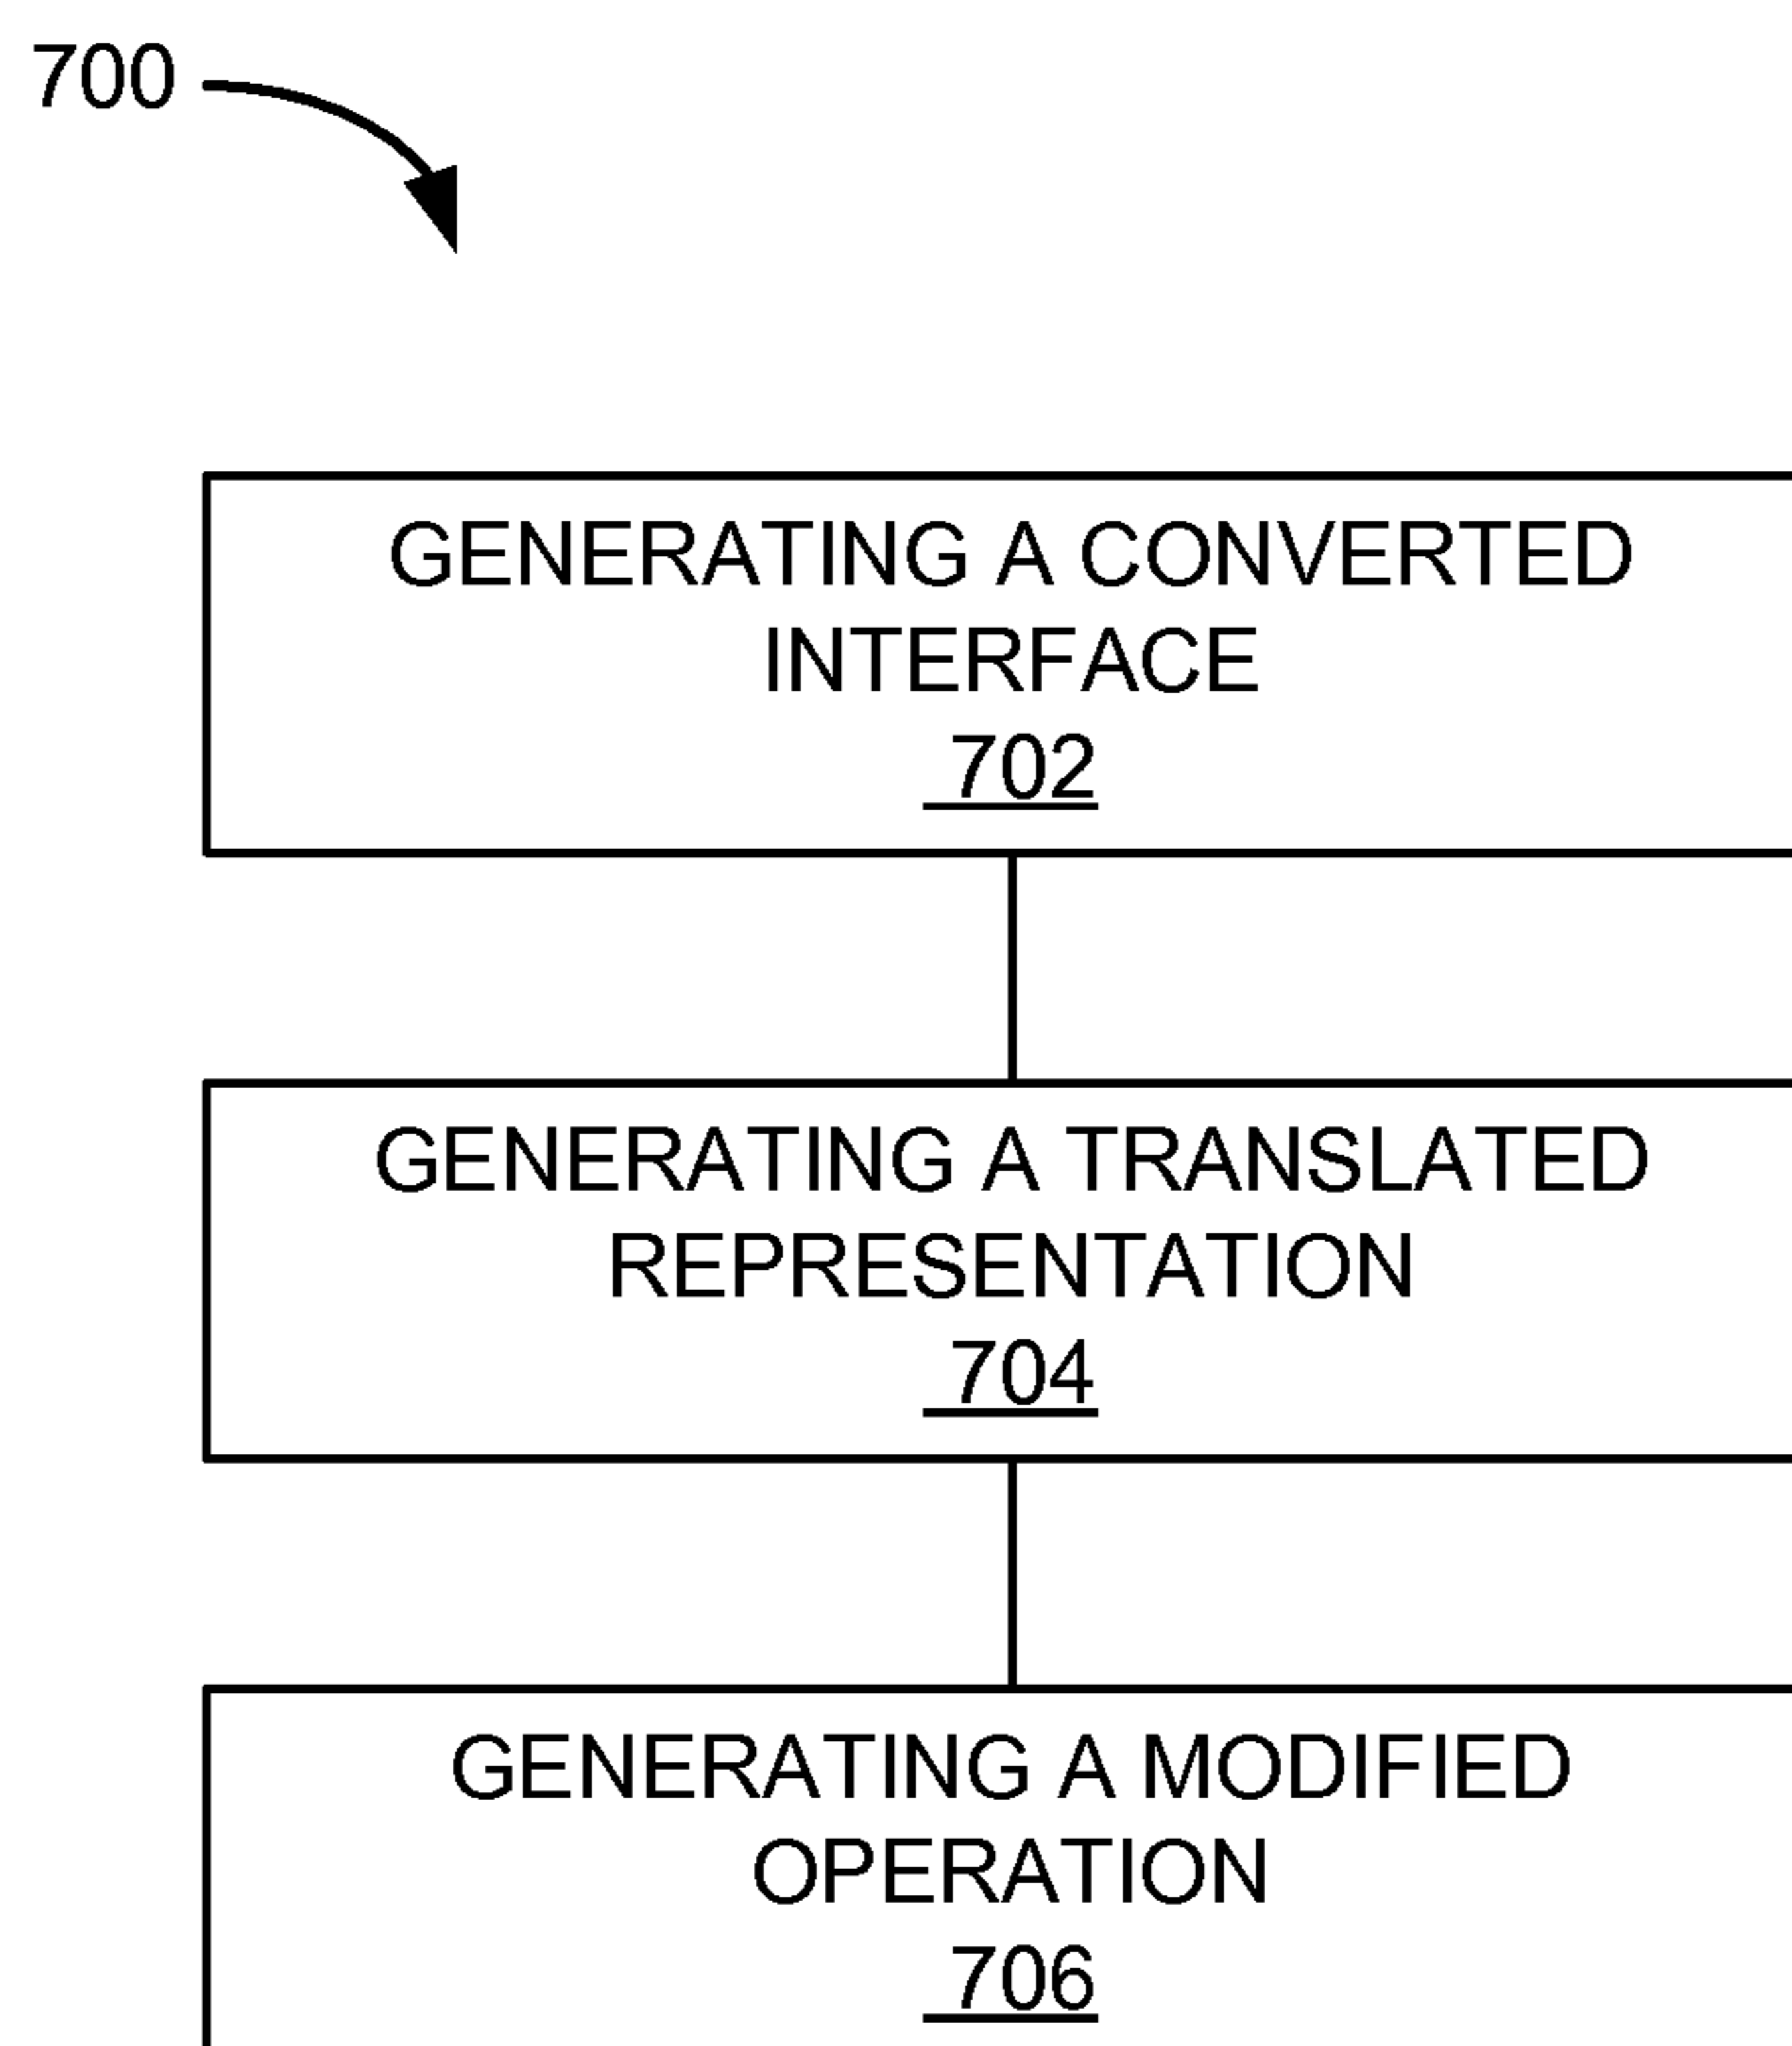 700
GENERATING A CONVERTED
INTERFACE
702
GENERATING A TRANSLATED
REPRESENTATION
704
GENERATING A MODIFIED
OPERATION
706